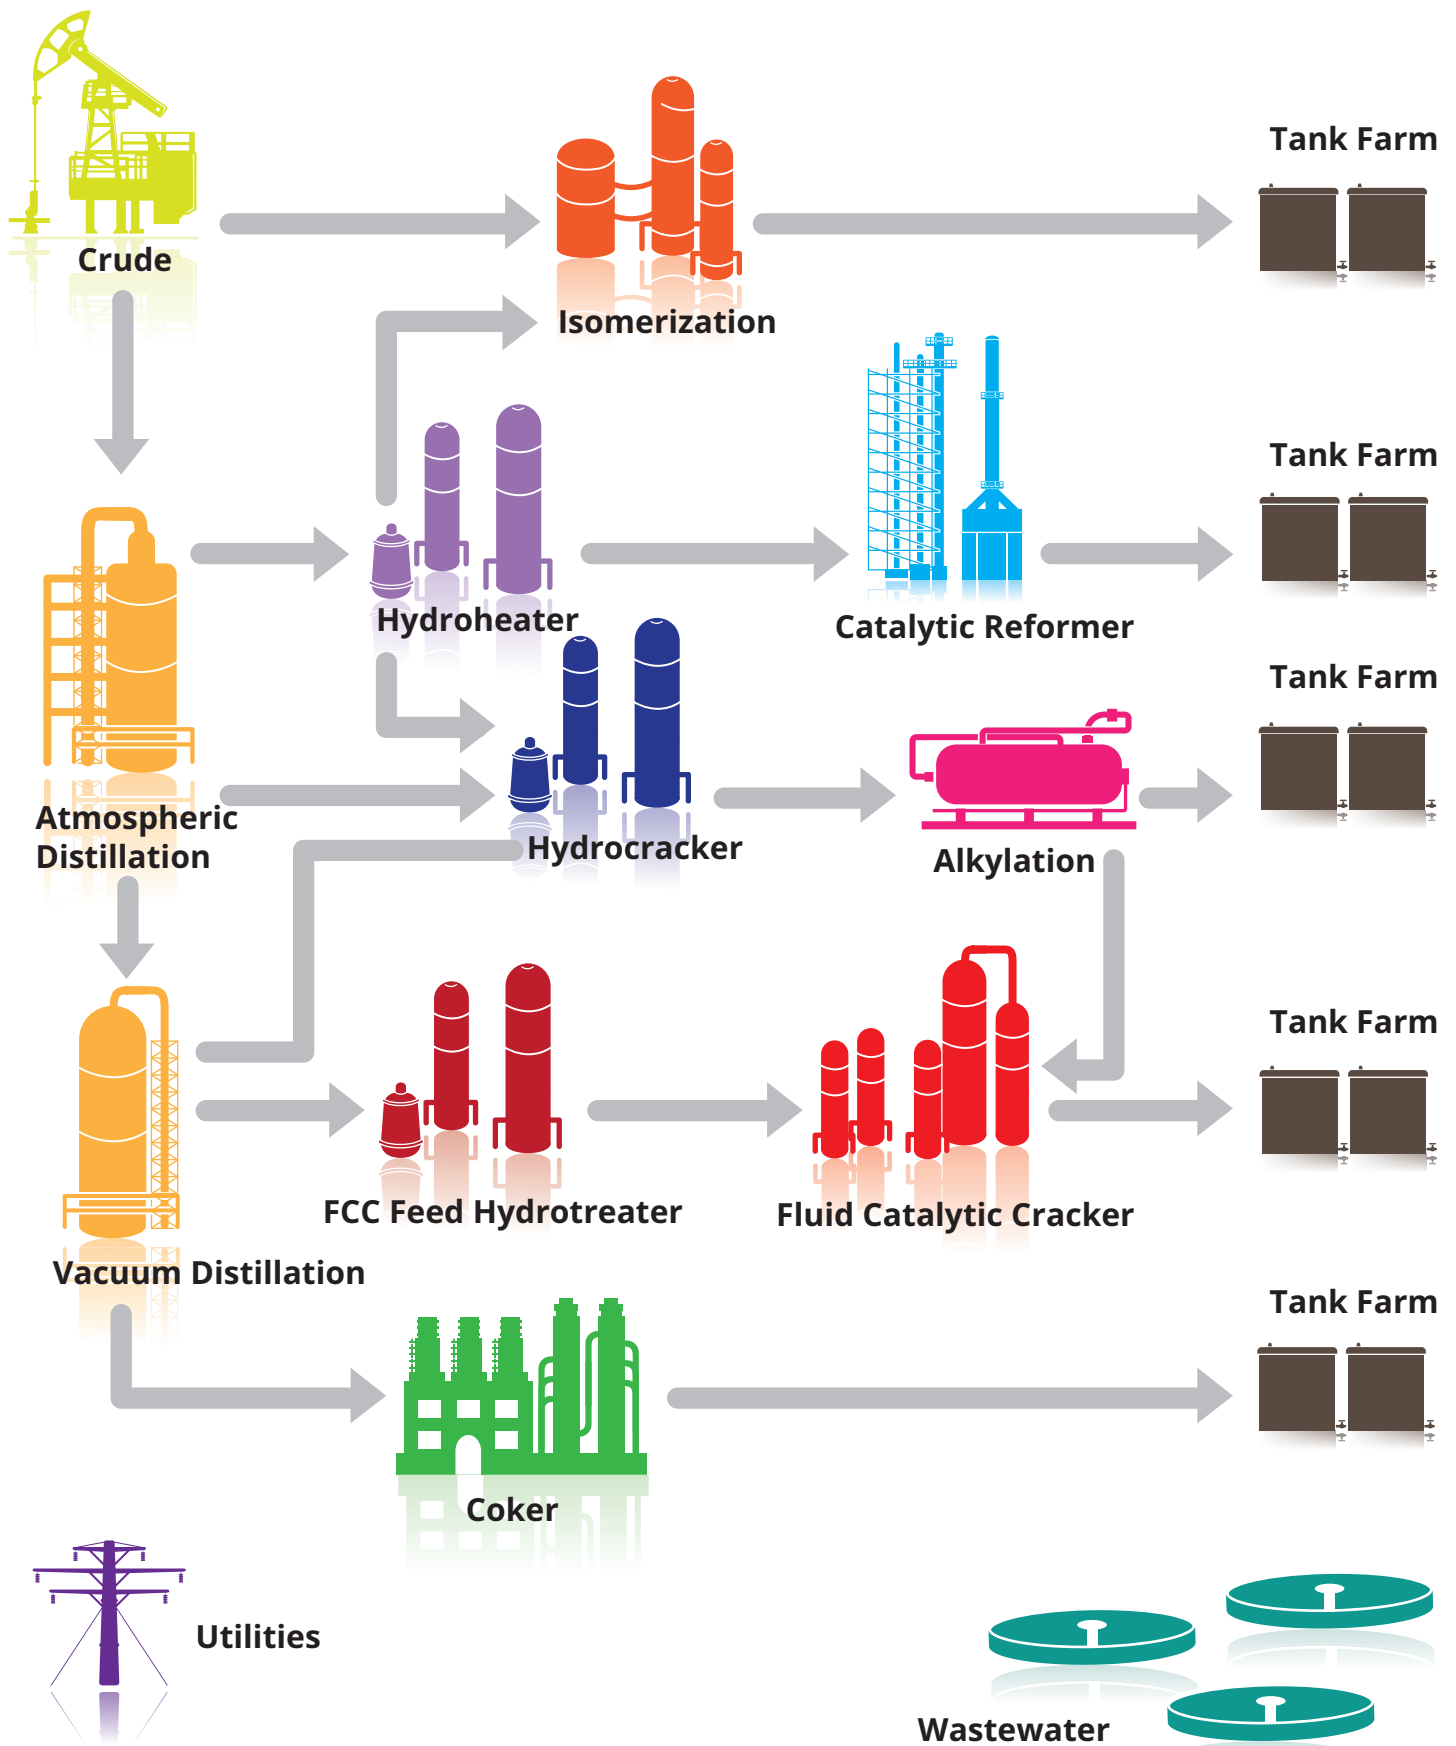 Tank Farm
Crude
Isomerization
Tank Farm
Hydroheater
Catalytic Reformer
Tank Farm
Atmospheric
Distillation
Hydrocracker
Alkylation
Tank Farm
FCC Feed Hydrotreater
Fluid Catalytic Cracker
Vacuum Distillation
Tank Farm
Coker
Utilities
Wastewater